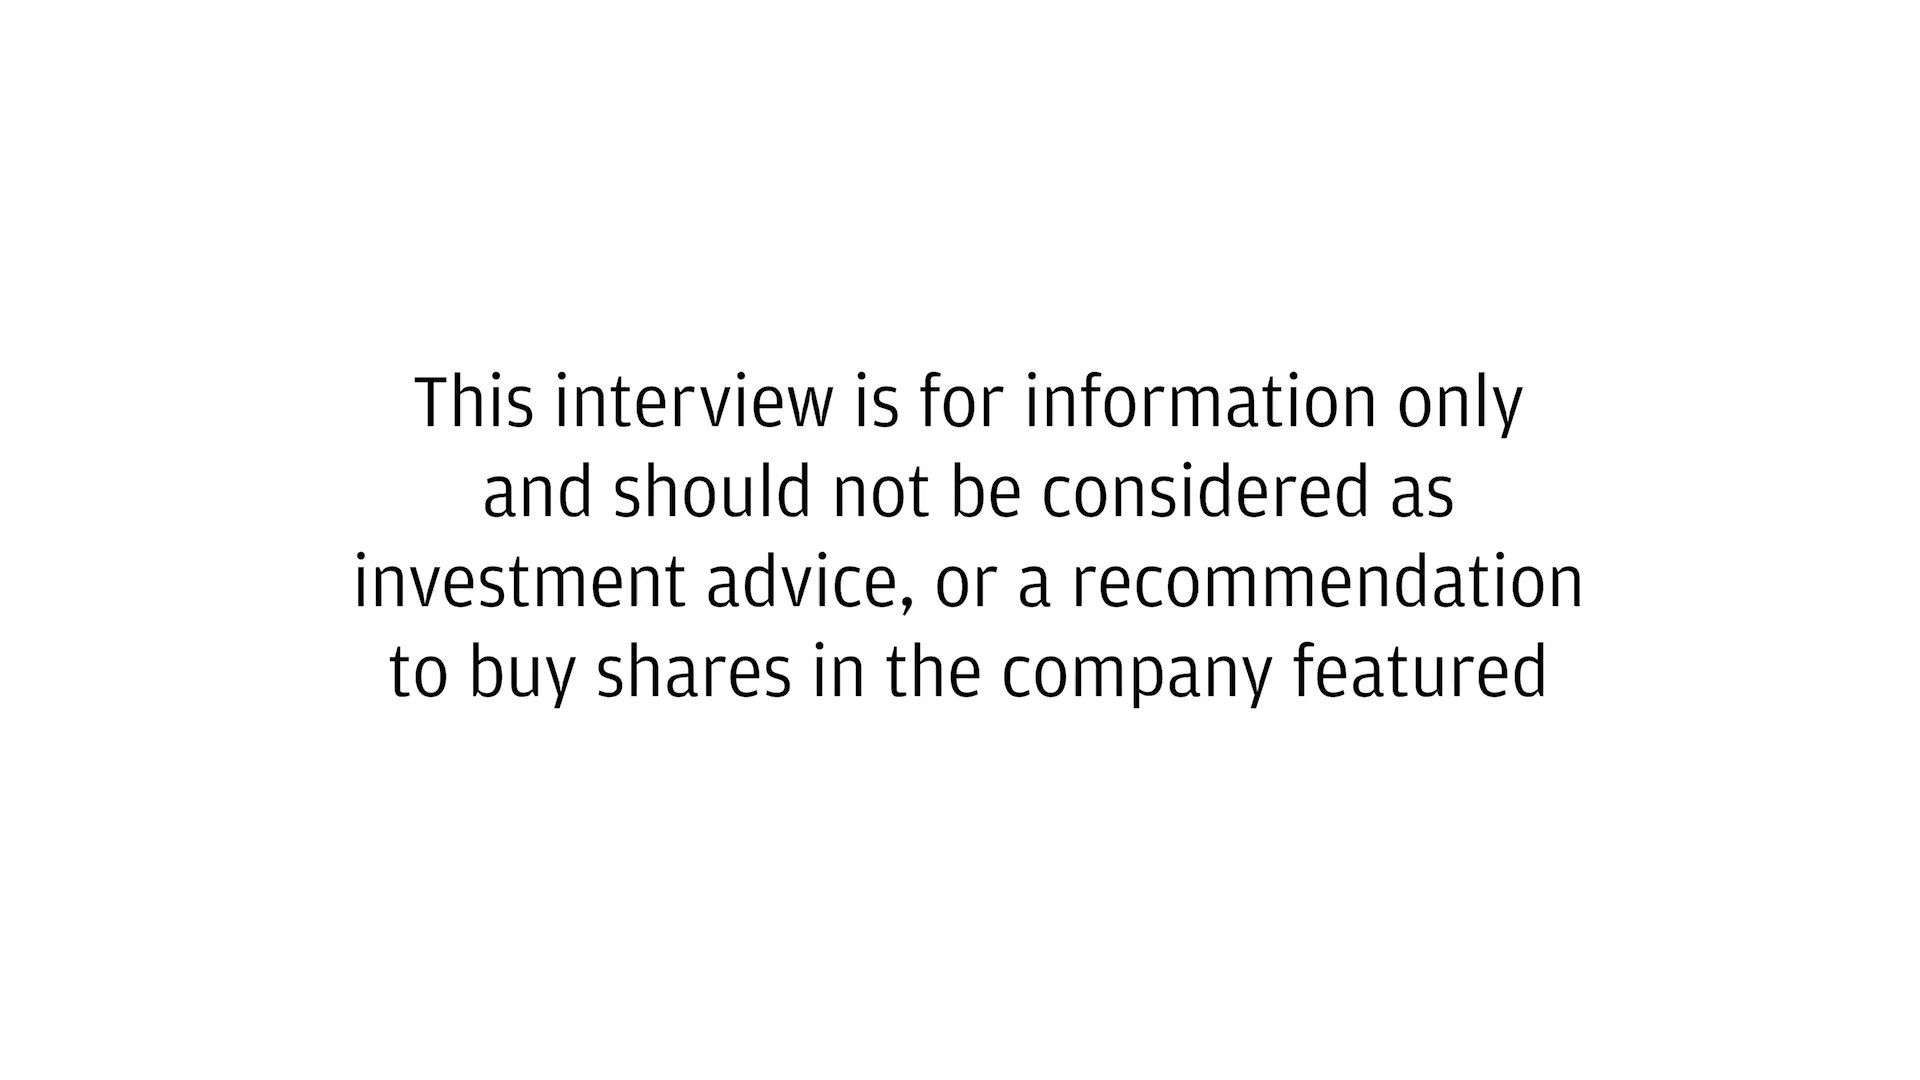 This interview is for information only
and should not be considered as
investment advice, or a recommendation
to buy shares in the company featured